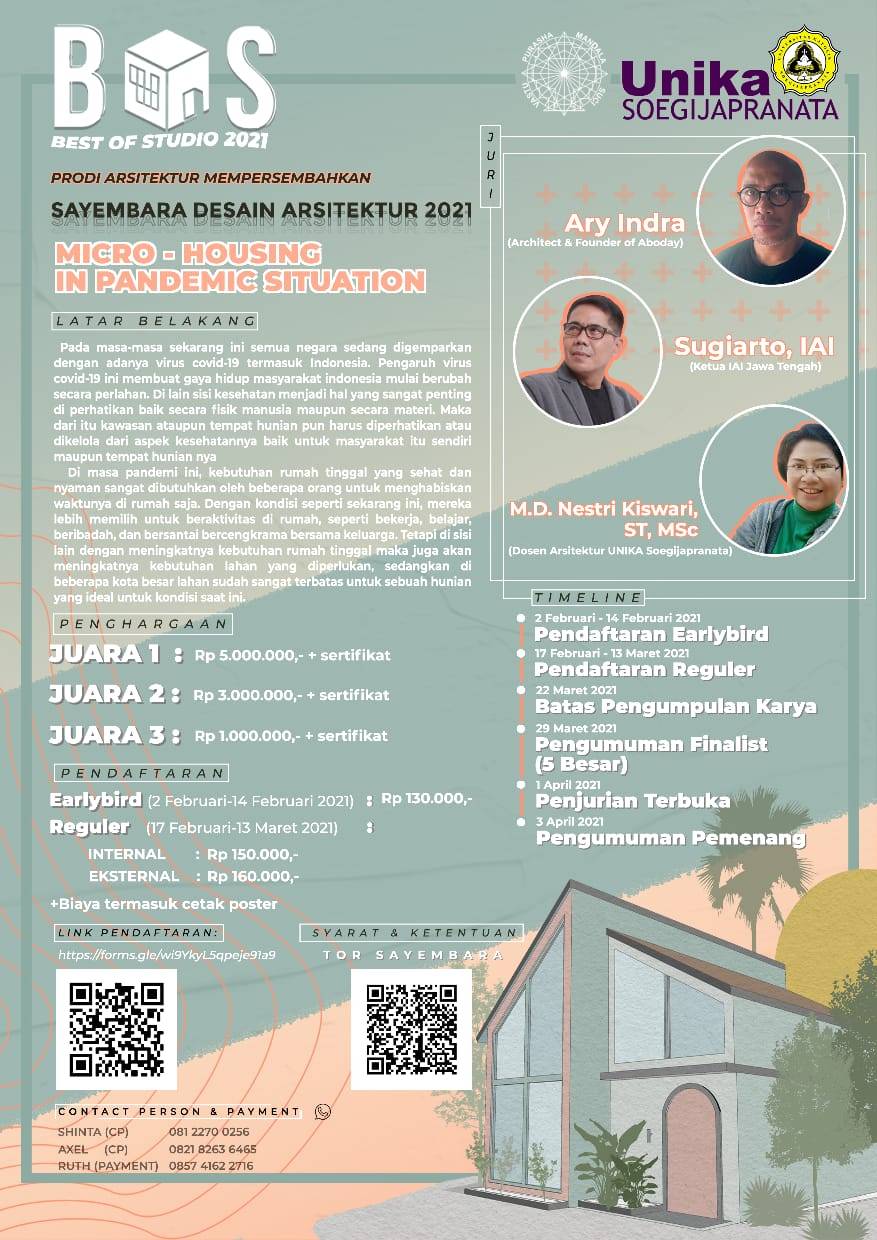 BOS
BEST OF STUDIO 2021
VASTU PURASHA MANDALA SUCI
Unika
SOEGIJAPRANATA
PRODI ARSITEKTUR MEMPERSEMBAHKAN
SAYEMBARA DESAIN ARSITEKTUR 2021
MICRO - HOUSING
IN PANDEMIC SITUATION
LATAR BELAKANG
Pada masa-masa sekarang ini semua negara sedang digemparkan
dengan adanya virus covid-19 termasuk Indonesia. Pengaruh virus
covid-19 ini membuat gaya hidup masyarakat indonesia mulai berubah
secara perlahan. Di lain sisi kesehatan menjadi hal yang sangat penting
di perhatikan baik secara fisik manusia maupun secara materi. Maka
dari itu kawasan ataupun tempat hunian pun harus diperhatikan atau
dikelola dari aspek kesehatannya baik untuk masyarakat itu sendiri
maupun tempat hunian nya
Di masa pandemi ini, kebutuhan rumah tinggal yang sehat dan
nyaman sangat dibutuhkan oleh beberapa orang untuk menghabiskan
waktunya di rumah saja. Dengan kondisi seperti sekarang ini, mereka
lebih memilih untuk beraktivitas di rumah, seperti bekerja, belajar,
beribadah, dan bersantai bercengkrama bersama keluarga. Tetapi di sisi
lain dengan meningkatnya kebutuhan rumah tinggal maka juga akan
meningkatnya kebutuhan lahan yang diperlukan, sedangkan di
beberapa kota besar lahan sudah sangat terbatas untuk sebuah hunian
yang ideal untuk kondisi saat ini.
PENGHARGAAN
JUARA 1 : Rp 5.000.000,- + sertifikat
JUARA 2 : Rp 3.000.000,- + sertifikat
JUARA 3 : Rp 1.000.000,- + sertifikat
PENDAFTARAN
Earlybird (2 Februari-14 Februari 2021) : Rp 130.000,-
Reguler (17 Februari-13 Maret 2021) :
INTERNAL : Rp 150.000,-
EKSTERNAL : Rp 160.000,-
+Biaya termasuk cetak poster
LINK PENDAFTARAN:
https://forms.gle/wi9YkyL5qpeje91a9
SYARAT & KETENTUAN
TOR SAYEMBARA
CONTACT PERSON & PAYMENT
SHINTA (CP) 081 2270 0256
AXEL (CP) 0821 8263 6465
RUTH (PAYMENT) 0857 4162 2716
JURI
Ary Indra
(Architect & Founder of Aboday)
Sugiarto, IAI
(Ketua IAI Jawa Tengah)
M.D. Nestri Kiswari,
ST, MSc
(Dosen Arsitektur UNIKA Soegijapranata)
TIMELINE
2 Februari - 14 Februari 2021
Pendaftaran Earlybird
17 Februari - 13 Maret 2021
Pendaftaran Reguler
22 Maret 2021
Batas Pengumpulan Karya
29 Maret 2021
Pengumuman Finalist
(5 Besar)
1 April 2021
Penjurian Terbuka
3 April 2021
Pengumuman Pemenang